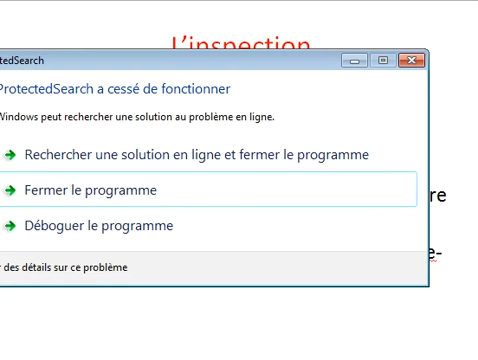 L'inspection
tedSearch
ProtectedSearch a cessé de fonctionner
Windows peut rechercher une solution au problème en ligne.
Rechercher une solution en ligne et fermer le programme
Fermer le programme
re
Déboguer le programme
e-
r des détails sur ce problème